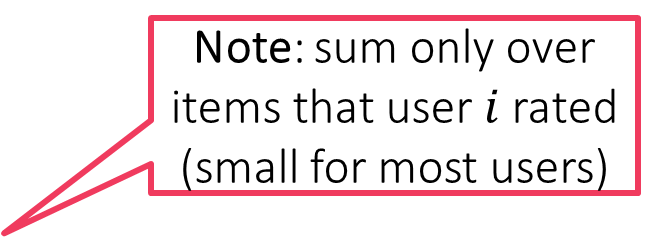 Note: sum only over
items that user i rated
(small for most users)